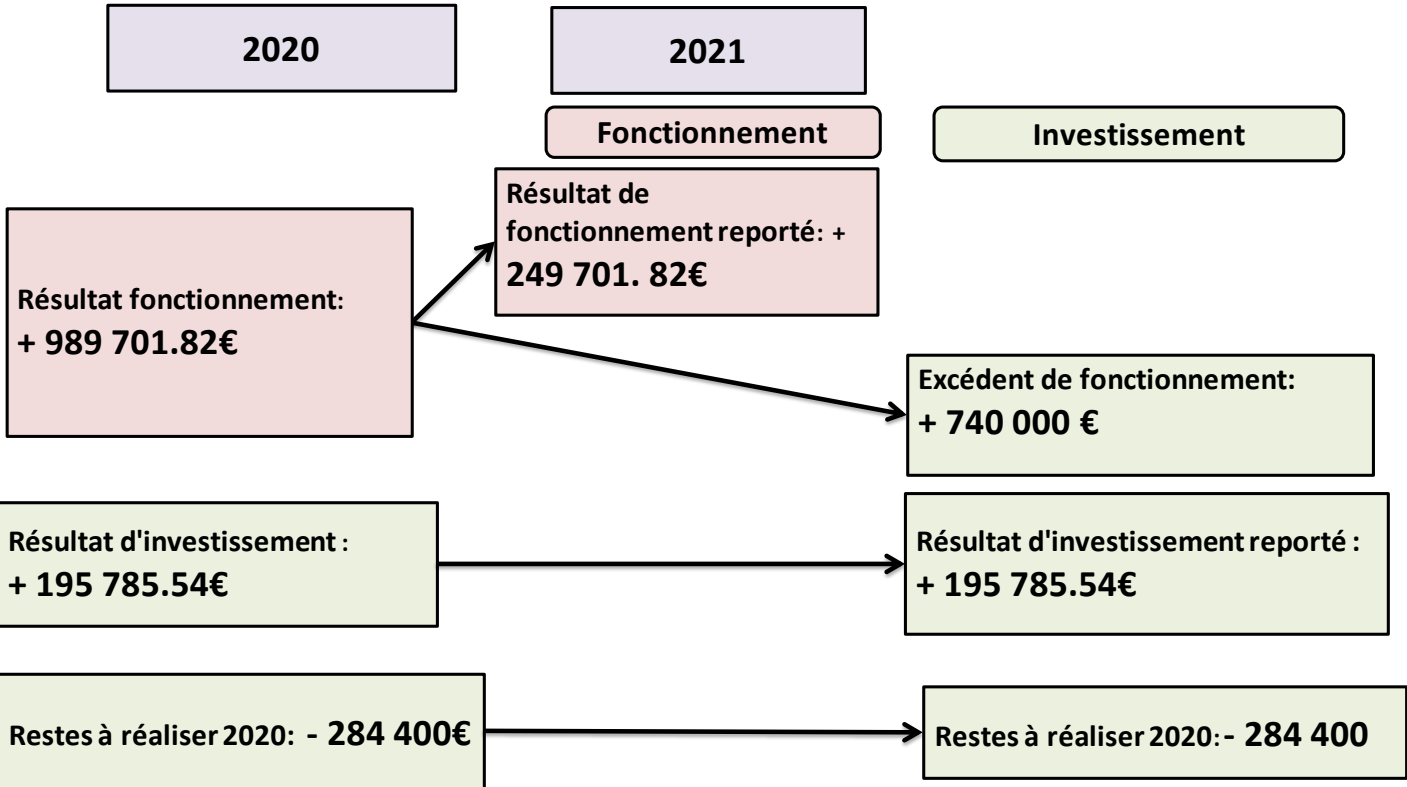 2020
2021
Fonctionnement
Investissement
Résultat fonctionnement:
+ 989 701.82€
Résultat de
fonctionnement reporté: +
249 701. 82€
Excédent de fonctionnement:
+ 740 000 €
Résultat d'investissement :
+ 195 785.54€
Résultat d'investissement reporté :
+ 195 785.54€
Restes à réaliser 2020: - 284 400€
Restes à réaliser 2020: - 284 400